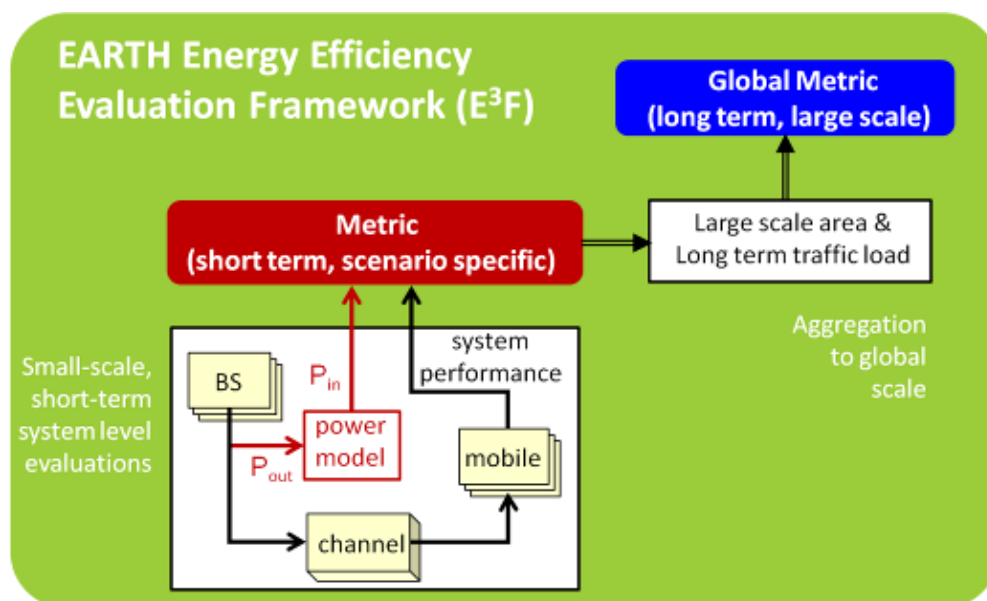 EARTH Energy Efficiency
Evaluation Framework (E³F)
Global Metric
(long term, large scale)
Metric
(short term, scenario specific)
Large scale area &
Long term traffic load
Aggregation
to global
scale
Small-scale,
short-term
system level
evaluations
BS
P_in
system
performance
power
model
P_out
mobile
channel